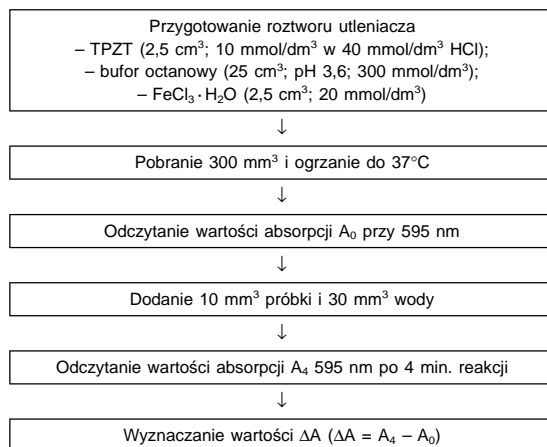 Przygotowanie roztworu utleniacza
– TPZT (2,5 cm³; 10 mmol/dm³ w 40 mmol/dm³ HCl);
– bufor octanowy (25 cm³; pH 3,6; 300 mmol/dm³);
– FeCl₃ · H₂O (2,5 cm³; 20 mmol/dm³)
↓
Pobranie 300 mm³ i ogrzanie do 37°C
↓
Odczytanie wartości absorpcji A₀ przy 595 nm
↓
Dodanie 10 mm³ próbki i 30 mm³ wody
↓
Odczytanie wartości absorpcji A₄ 595 nm po 4 min. reakcji
↓
Wyznaczanie wartości ΔA (ΔA = A₄ – A₀)